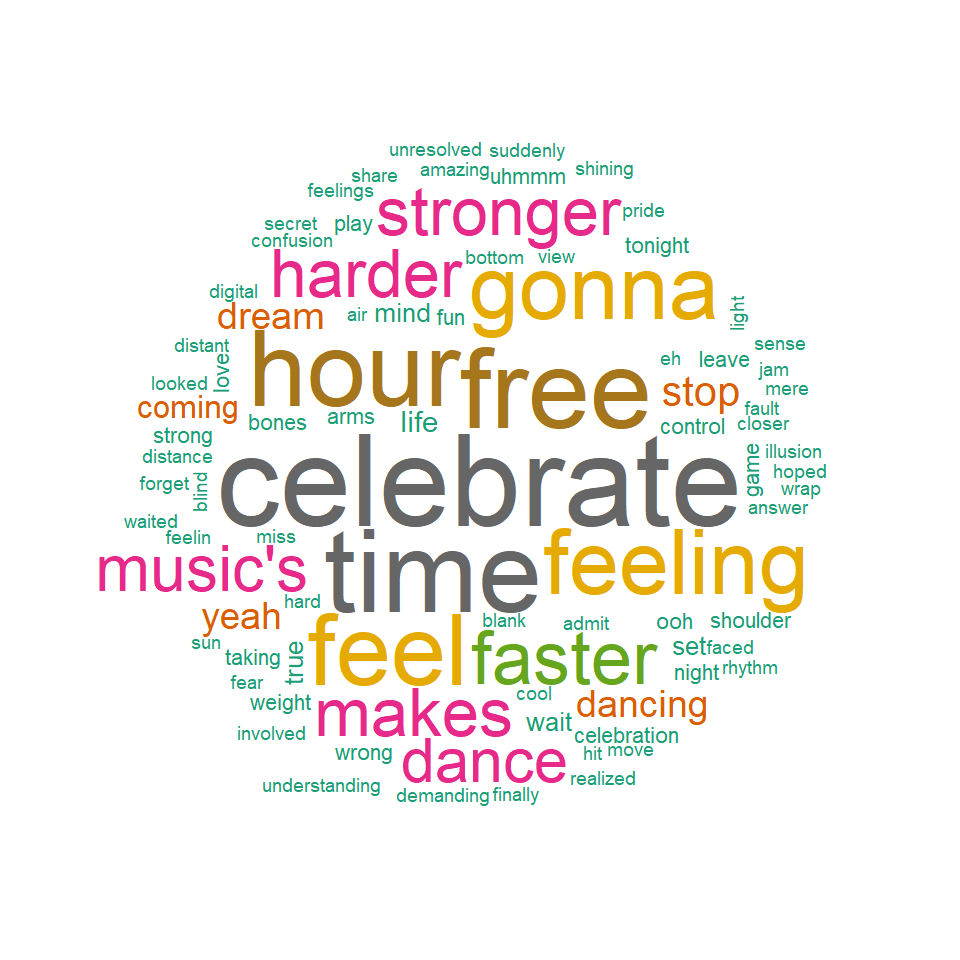 unresolved suddenly
share amazing uhmmm shining
feelings
stronger pride
secret play
confusion tonight
harder bottom view
gonna
digital
dream air mind fun light
distant hour free eh leave sense
looked love jam
coming stop mere
bones arms life control fault
strong closer
distance celebrate game illusion
forget blind hoped
wrap
waited answer
feelin miss
music's time feeling
hard
yeah blank admit ooh shoulder
sun feel faster set faced
taking true night rhythm
fear
weight makes cool dancing
involved wait celebration
wrong dance hit move
understanding realized
demanding finally